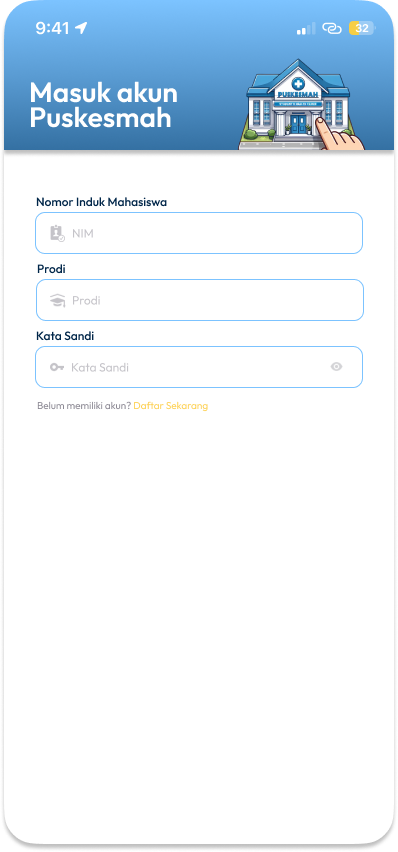 9:41
32
Masuk akun
Puskesmah
PUSKESMAH
Nomor Induk Mahasiswa
NIM
Prodi
Prodi
Kata Sandi
Kata Sandi
Belum memiliki akun? Daftar Sekarang